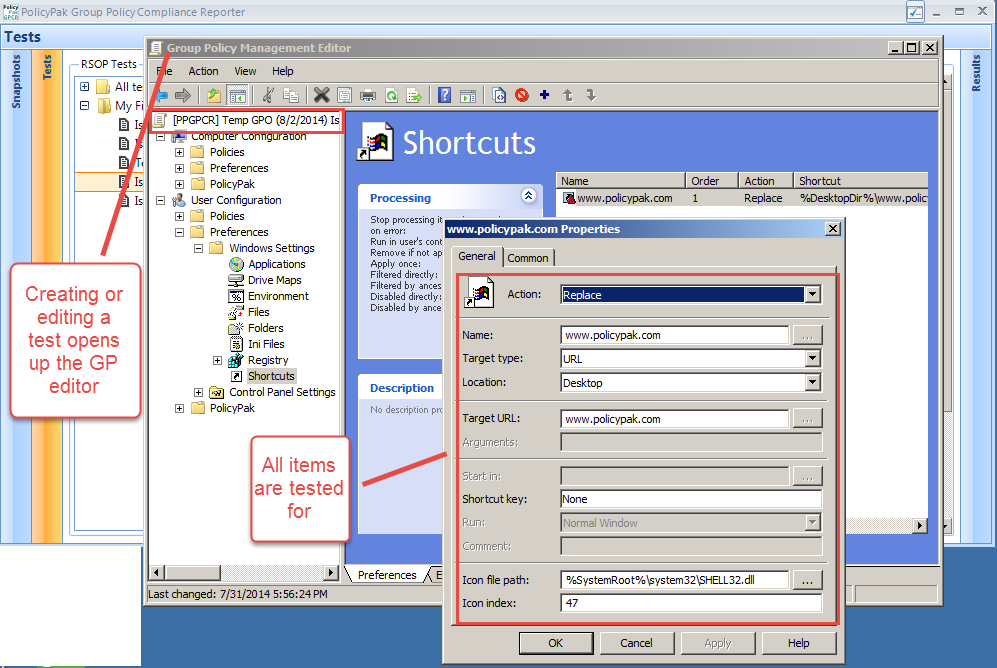 PolicyPak Group Policy Compliance Reporter
Tests
Snapshots
Tests
RSOP Tests
All te
My Fi
Is
Is
Te
Is
Is
Results
Group Policy Management Editor
File Action View Help
[PPGPCR] Temp GPO (8/2/2014) Is
Computer Configuration
Policies
Preferences
PolicyPak
User Configuration
Policies
Preferences
Windows Settings
Applications
Drive Maps
Environment
Files
Folders
Ini Files
Registry
Shortcuts
Control Panel Settings
PolicyPak
Shortcuts
Processing
Stop processing it
on error:
Run in user's cont
Remove if not ap
Apply once:
Filtered directly:
Filtered by ances
Disabled directly:
Disabled by ance
Description
No description pro
Name Order Action Shortcut
www.policypak.com 1 Replace %DesktopDir%\www.polic
Preferences
Last changed: 7/31/2014 5:56:24 PM
www.policypak.com Properties
General Common
Action: Replace
Name: www.policypak.com ...
Target type: URL
Location: Desktop
Target URL: www.policypak.com ...
Arguments:
Start in: ...
Shortcut key: None
Run: Normal Window
Comment:
Icon file path: %SystemRoot%\system32\SHELL32.dll ...
Icon index: 47
OK Cancel Apply Help
Creating or
editing a
test opens
up the GP
editor
All items
are tested
for